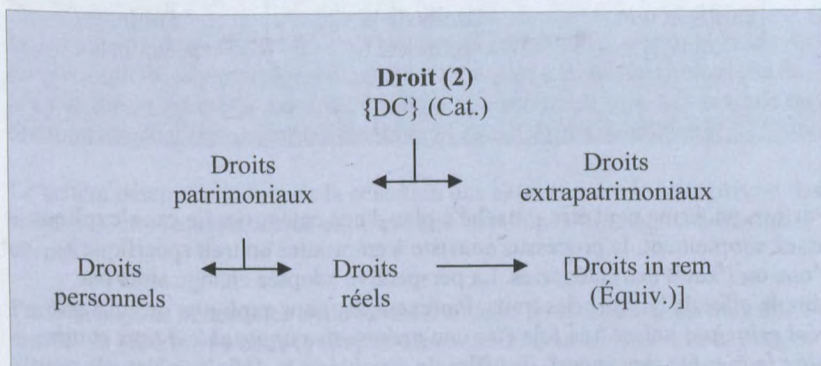 Droit (2)
{DC} (Cat.)
Droits patrimoniaux
Droits extrapatrimoniaux
Droits personnels
Droits réels
[Droits in rem (Équiv.)]